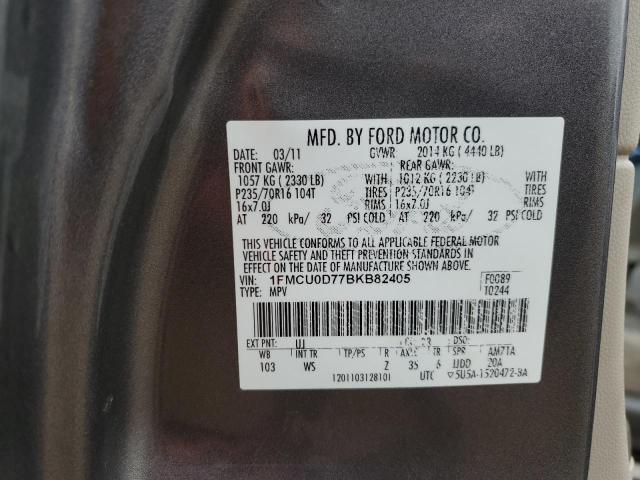 MFD. BY FORD MOTOR CO.
DATE: 03/11 GVWR: 2014 KG ( 4440 LB)
FRONT GAWR: REAR GAWR:
1057 KG ( 2330 LB) WITH 1012 KG ( 2230 LB) WITH
P235/70R16 104T TIRES P235/70R16 104T TIRES
16x7.0J RIMS 16x7.0J RIMS
AT 220 kPa/ 32 PSI COLD AT 220 kPa/ 32 PSI COLD
THIS VEHICLE CONFORMS TO ALL APPLICABLE FEDERAL MOTOR
VEHICLE SAFETY AND THEFT PREVENTION STANDARDS IN
EFFECT ON THE DATE OF MANUFACTURE SHOWN ABOVE.
VIN: 1FMCU0D77BKB82405 F0089
TYPE: MPV T0244
EXT PNT: UJ DSO:
WB INT TR TP/PS R AXLE TR SPR AM71A
103 WS Z 35 6 JJDD 20A
1201103128101 UTC ▽5U5A-1520472-BA